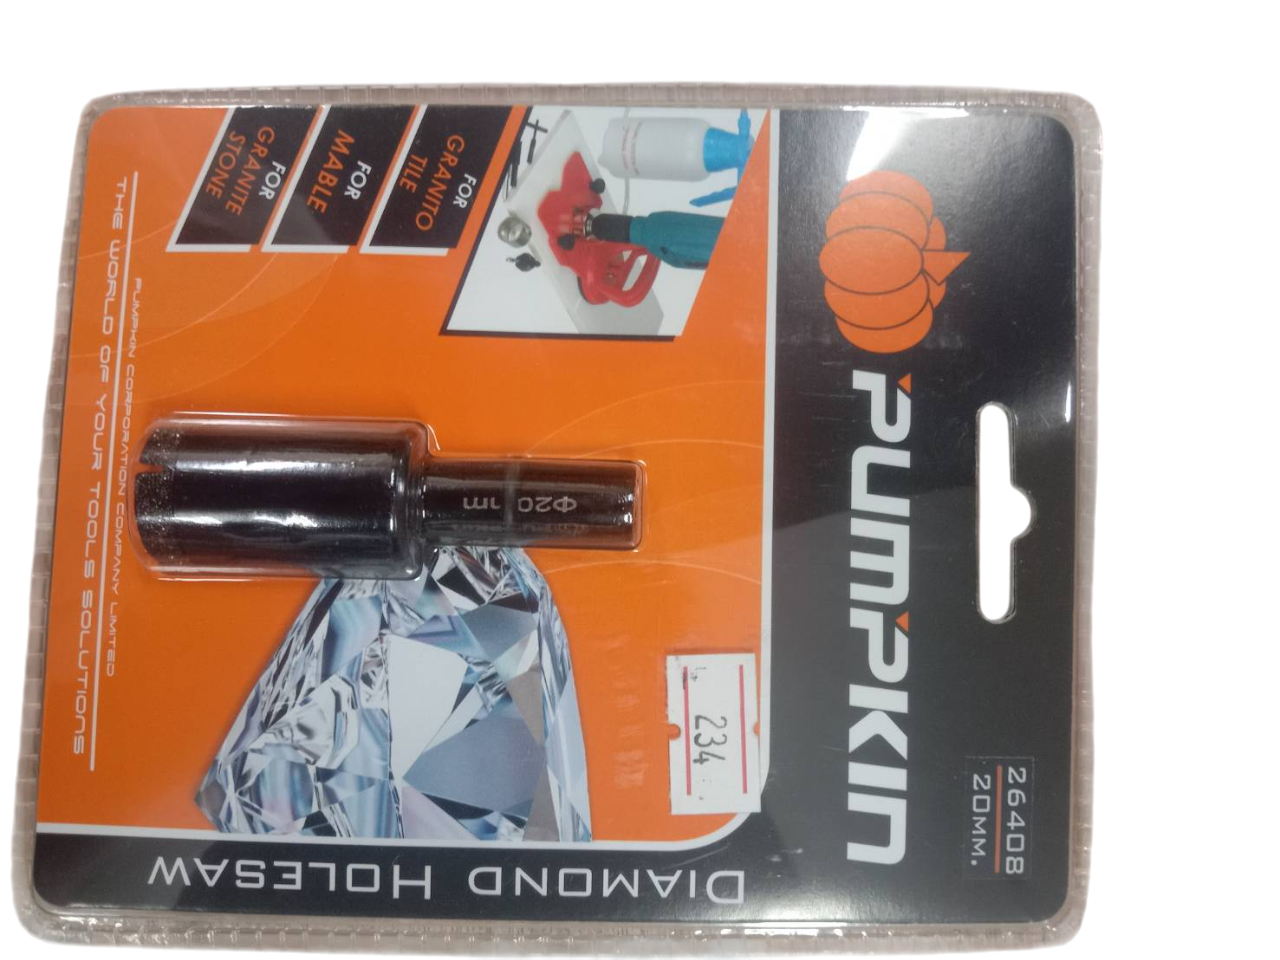 PUMPKIN
26408
20MM.
234
FOR
GRANITO
TILE
FOR
MABLE
FOR
GRANITE
STONE
Φ20
DIAMOND HOLESAW
PUMPKIN CORPORATION COMPANY LIMITED
THE WORLD OF YOUR TOOLS SOLUTIONS